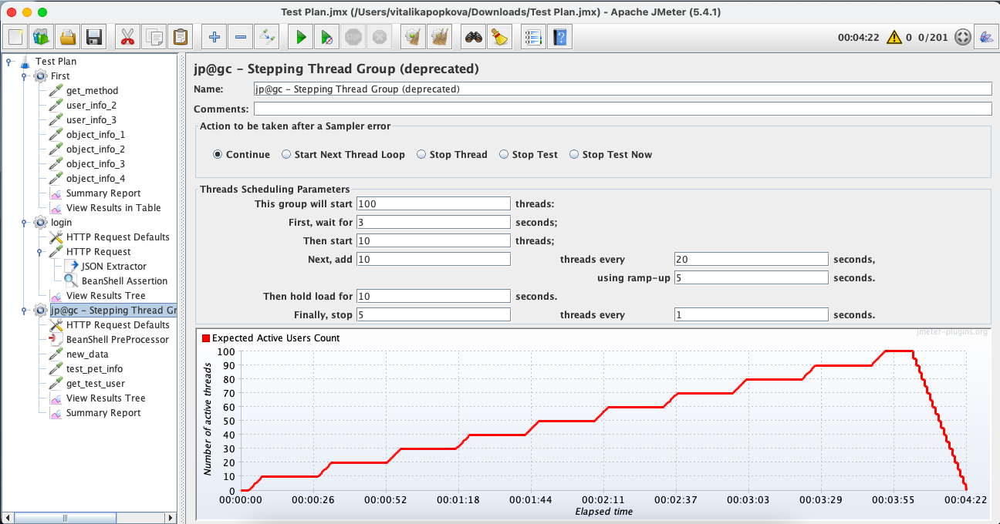 Test Plan.jmx (/Users/vitalikapopkova/Downloads/Test Plan.jmx) - Apache JMeter (5.4.1)
STOP
00:04:22 0 0/201
Test Plan
First
get_method
user_info_2
user_info_3
object_info_1
object_info_2
object_info_3
object_info_4
Summary Report
View Results in Table
login
HTTP Request Defaults
HTTP Request
JSON Extractor
BeanShell Assertion
View Results Tree
jp@gc - Stepping Thread Gr
HTTP Request Defaults
BeanShell PreProcessor
new_data
test_pet_info
get_test_user
View Results Tree
Summary Report
jp@gc - Stepping Thread Group (deprecated)
Name: jp@gc - Stepping Thread Group (deprecated)
Comments:
Action to be taken after a Sampler error
Continue Start Next Thread Loop Stop Thread Stop Test Stop Test Now
Threads Scheduling Parameters
This group will start 100 threads:
First, wait for 3 seconds;
Then start 10 threads;
Next, add 10 threads every 20 seconds,
using ramp-up 5 seconds.
Then hold load for 10 seconds.
Finally, stop 5 threads every 1 seconds.
jmeter-plugins.org
Expected Active Users Count
Number of active threads
100
90
80
70
60
50
40
30
20
10
0
00:00:00 00:00:26 00:00:52 00:01:18 00:01:44 00:02:11 00:02:37 00:03:03 00:03:29 00:03:55 00:04:22
Elapsed time